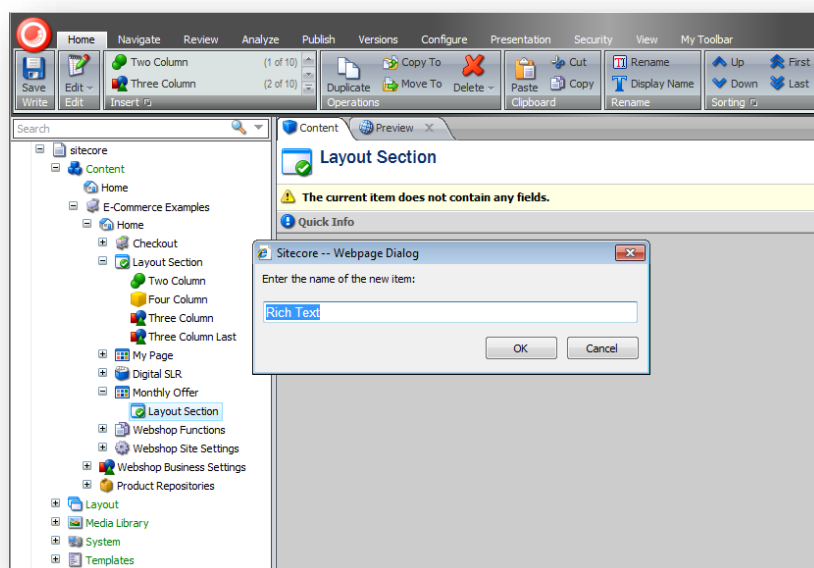 Home Navigate Review Analyze Publish Versions Configure Presentation Security View My Toolbar
Save
Write
Edit
Edit
Two Column (1 of 10)
Three Column (2 of 10)
Insert
Duplicate
Copy To
Move To
Delete
Operations
Paste
Cut
Copy
Clipboard
Rename
Display Name
Rename
Up First
Down Last
Sorting
Search
sitecore
Content
Home
E-Commerce Examples
Home
Checkout
Layout Section
Two Column
Four Column
Three Column
Three Column Last
My Page
Digital SLR
Monthly Offer
Layout Section
Webshop Functions
Webshop Site Settings
Webshop Business Settings
Product Repositories
Layout
Media Library
System
Templates
Content Preview X
Layout Section
The current item does not contain any fields.
Quick Info
Sitecore -- Webpage Dialog
Enter the name of the new item:
Rich Text
OK Cancel